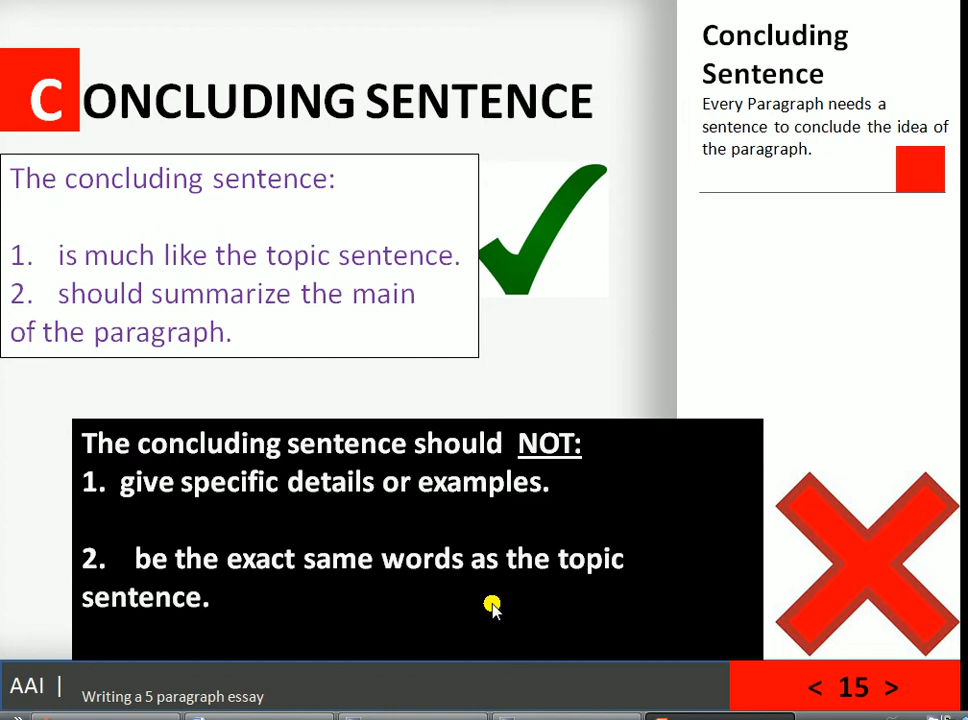 CONCLUDING SENTENCE
The concluding sentence:
1. is much like the topic sentence.
2. should summarize the main
of the paragraph.
Concluding
Sentence
Every Paragraph needs a
sentence to conclude the idea of
the paragraph.
The concluding sentence should NOT:
1. give specific details or examples.
2. be the exact same words as the topic
sentence.
AAI |
Writing a 5 paragraph essay
< 15 >